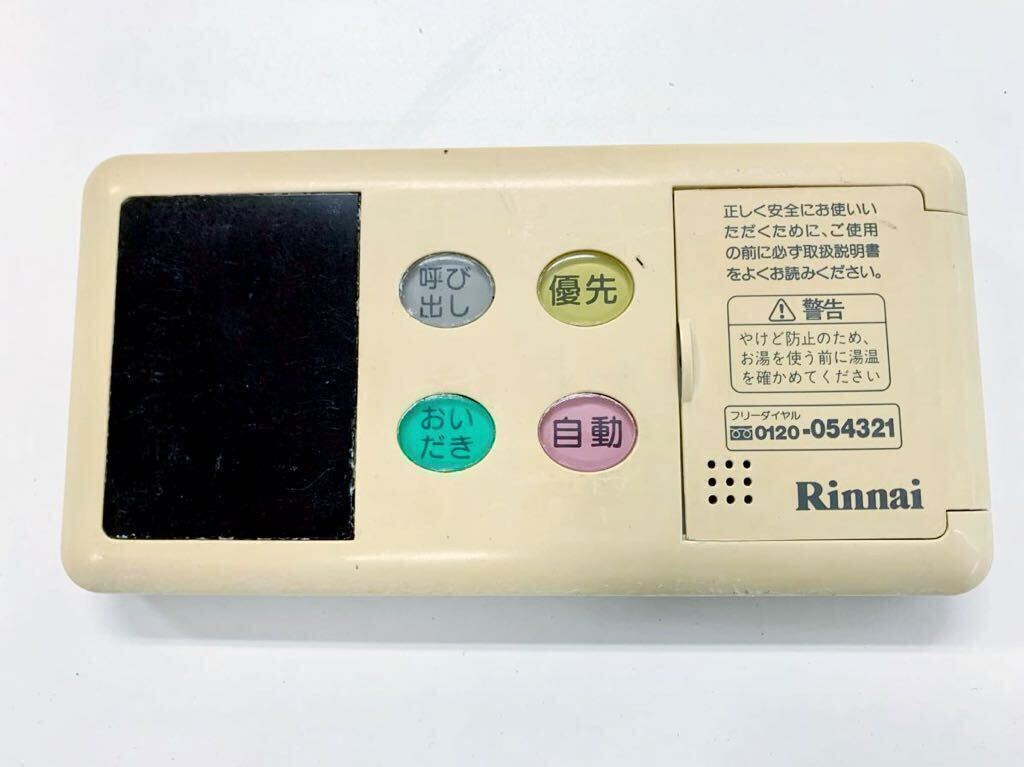 呼び
出し
優先
おい
だき
自動
正しく安全にお使いい
ただくために、ご使用
の前に必ず取扱説明書
をよくお読みください。
警告
やけど防止のため、
お湯を使う前に湯温
を確かめてください
フリーダイヤル
0120-054321
Rinnai